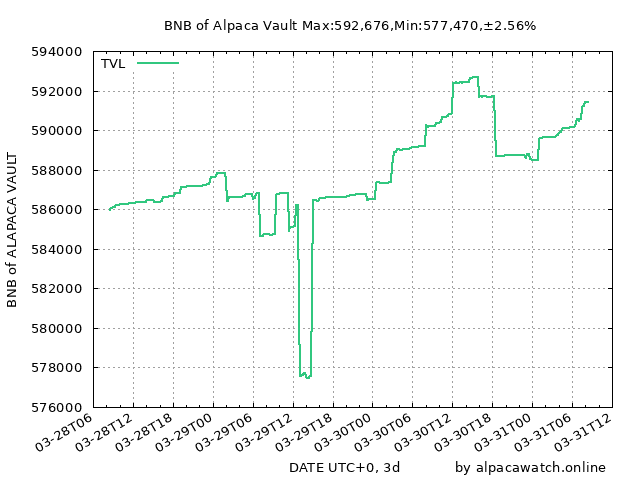 BNB of Alpaca Vault Max:592,676,Min:577,470,±2.56%
TVL
594000
592000
590000
588000
586000
584000
582000
580000
578000
576000
BNB of ALAPACA VAULT
03-28T06
03-28T12
03-28T18
03-29T00
03-29T06
03-29T12
03-29T18
03-30T00
03-30T06
03-30T12
03-30T18
03-31T00
03-31T06
03-31T12
DATE UTC+0, 3d
by alpacawatch.online